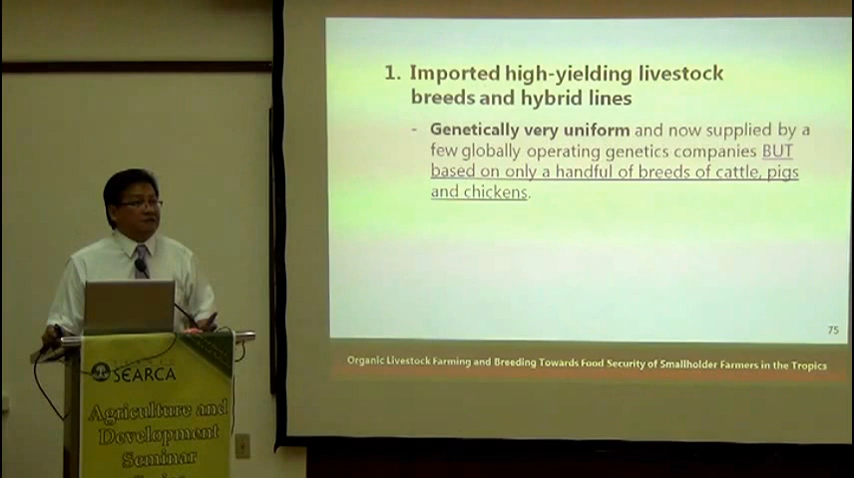 1. Imported high-yielding livestock
breeds and hybrid lines
- Genetically very uniform and now supplied by a
few globally operating genetics companies BUT
based on only a handful of breeds of cattle, pigs
and chickens.
75
Organic Livestock Farming and Breeding Towards Food Security of Smallholder Farmers in the Tropics
SEARCA
Agriculture and
Development
Seminar